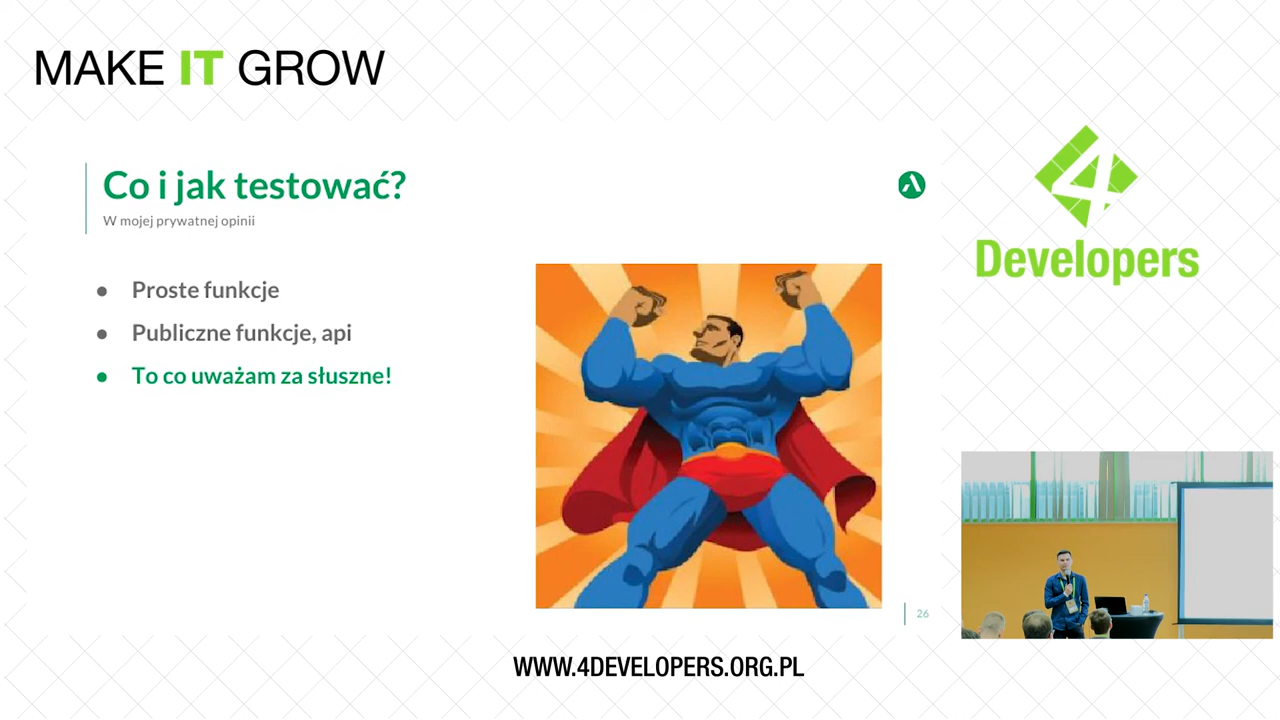 MAKE IT GROW
Co i jak testować?
W mojej prywatnej opinii
● Proste funkcje
● Publiczne funkcje, api
● To co uważam za słuszne!
26
4
Developers
WWW.4DEVELOPERS.ORG.PL